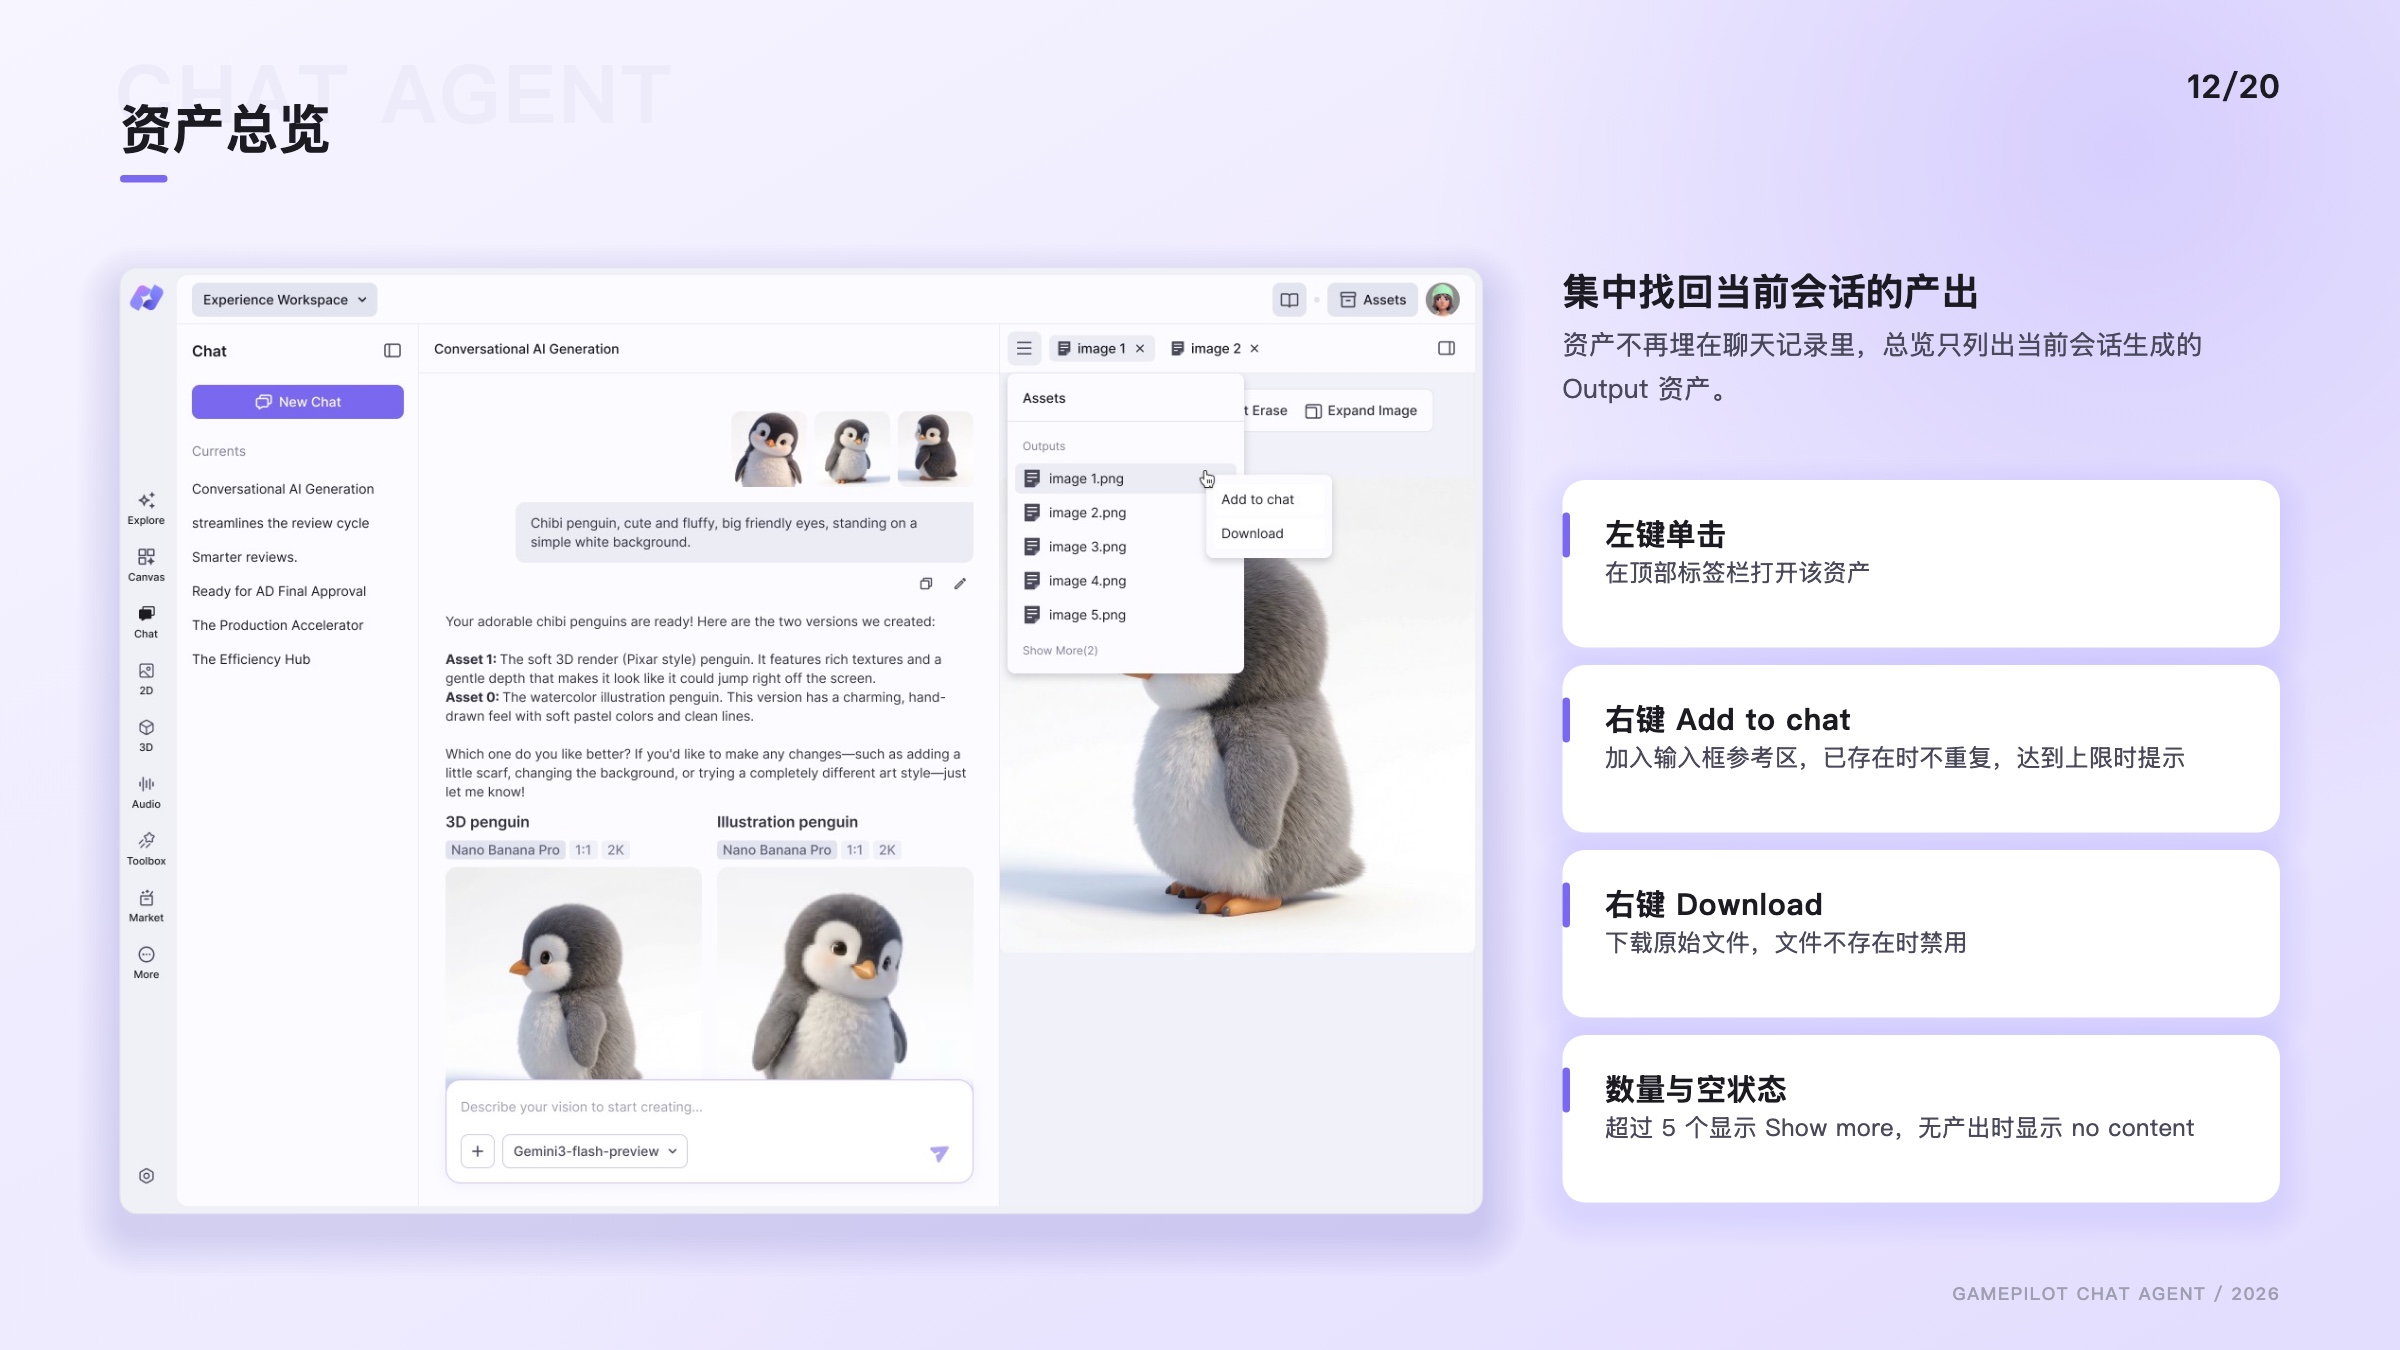 CHAT AGENT
资产总览
12/20
Experience Workspace
Assets
Chat
New Chat
Currents
Conversational AI Generation
streamlines the review cycle
Smarter reviews.
Ready for AD Final Approval
The Production Accelerator
The Efficiency Hub
Explore
Canvas
Chat
2D
3D
Audio
Toolbox
Market
More
Conversational AI Generation
Chibi penguin, cute and fluffy, big friendly eyes, standing on a
simple white background.
Your adorable chibi penguins are ready! Here are the two versions we created:
Asset 1: The soft 3D render (Pixar style) penguin. It features rich textures and a
gentle depth that makes it look like it could jump right off the screen.
Asset 0: The watercolor illustration penguin. This version has a charming, hand-
drawn feel with soft pastel colors and clean lines.
Which one do you like better? If you'd like to make any changes—such as adding a
little scarf, changing the background, or trying a completely different art style—just
let me know!
3D penguin
Nano Banana Pro 1:1 2K
Illustration penguin
Nano Banana Pro 1:1 2K
Describe your vision to start creating...
Gemini3-flash-preview
image 1
image 2
Assets
Outputs
image 1.png
image 2.png
image 3.png
image 4.png
image 5.png
Show More(2)
t Erase
Expand Image
Add to chat
Download
集中找回当前会话的产出
资产不再埋在聊天记录里，总览只列出当前会话生成的
Output 资产。
左键单击
在顶部标签栏打开该资产
右键 Add to chat
加入输入框参考区，已存在时不重复，达到上限时提示
右键 Download
下载原始文件，文件不存在时禁用
数量与空状态
超过 5 个显示 Show more，无产出时显示 no content
GAMEPILOT CHAT AGENT / 2026